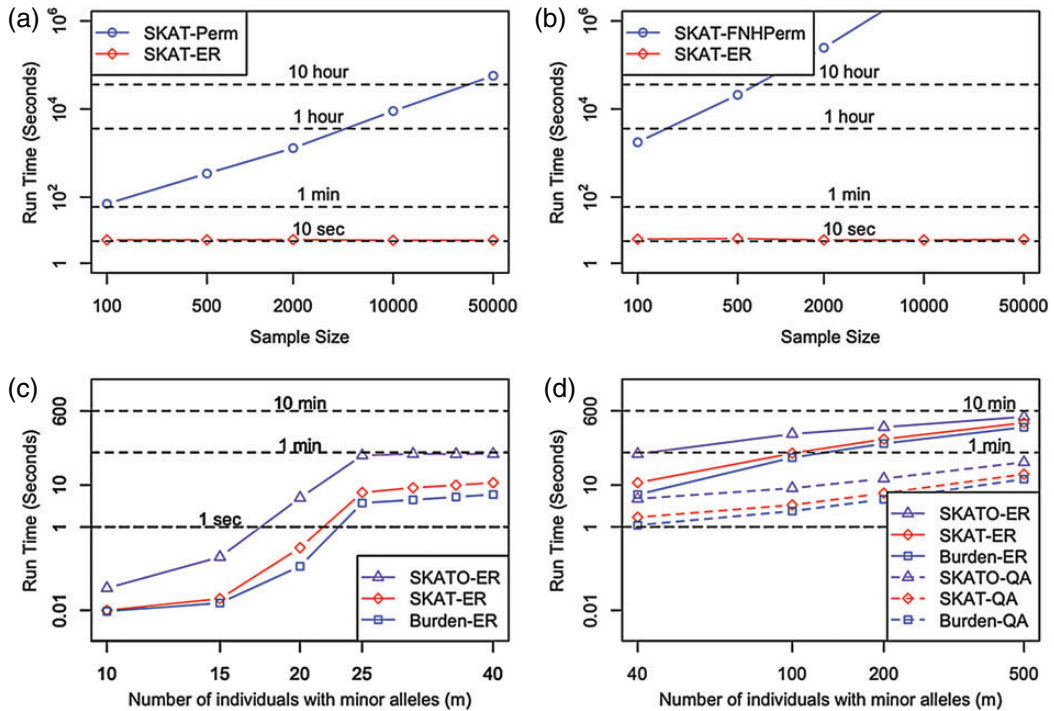 (a)
10^6
10^4
10^2
1
Run Time (Seconds)
SKAT-Perm
SKAT-ER
10 hour
1 hour
1 min
10 sec
100 500 2000 10000 50000
Sample Size
(b)
10^6
10^4
10^2
1
Run Time (Seconds)
SKAT-FNHPerm
SKAT-ER
10 hour
1 hour
1 min
10 sec
100 500 2000 10000 50000
Sample Size
(c)
600
10
1
0.01
Run Time (Seconds)
10 min
1 min
1 sec
SKATO-ER
SKAT-ER
Burden-ER
10 15 20 25 40
Number of individuals with minor alleles (m)
(d)
600
10
1
0.01
Run Time (Seconds)
10 min
1 min
SKATO-ER
SKAT-ER
Burden-ER
SKATO-QA
SKAT-QA
Burden-QA
40 100 200 500
Number of individuals with minor alleles (m)